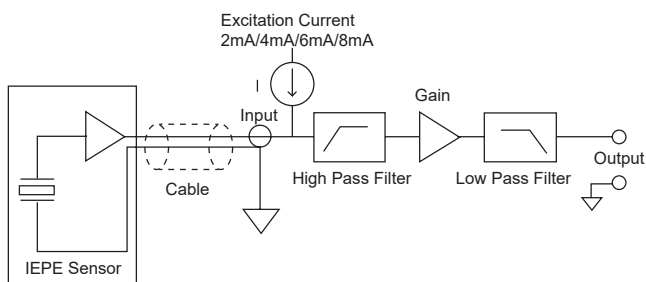 Excitation Current
2mA/4mA/6mA/8mA
I
Gain
Input
Output
High Pass Filter
Low Pass Filter
Cable
IEPE Sensor